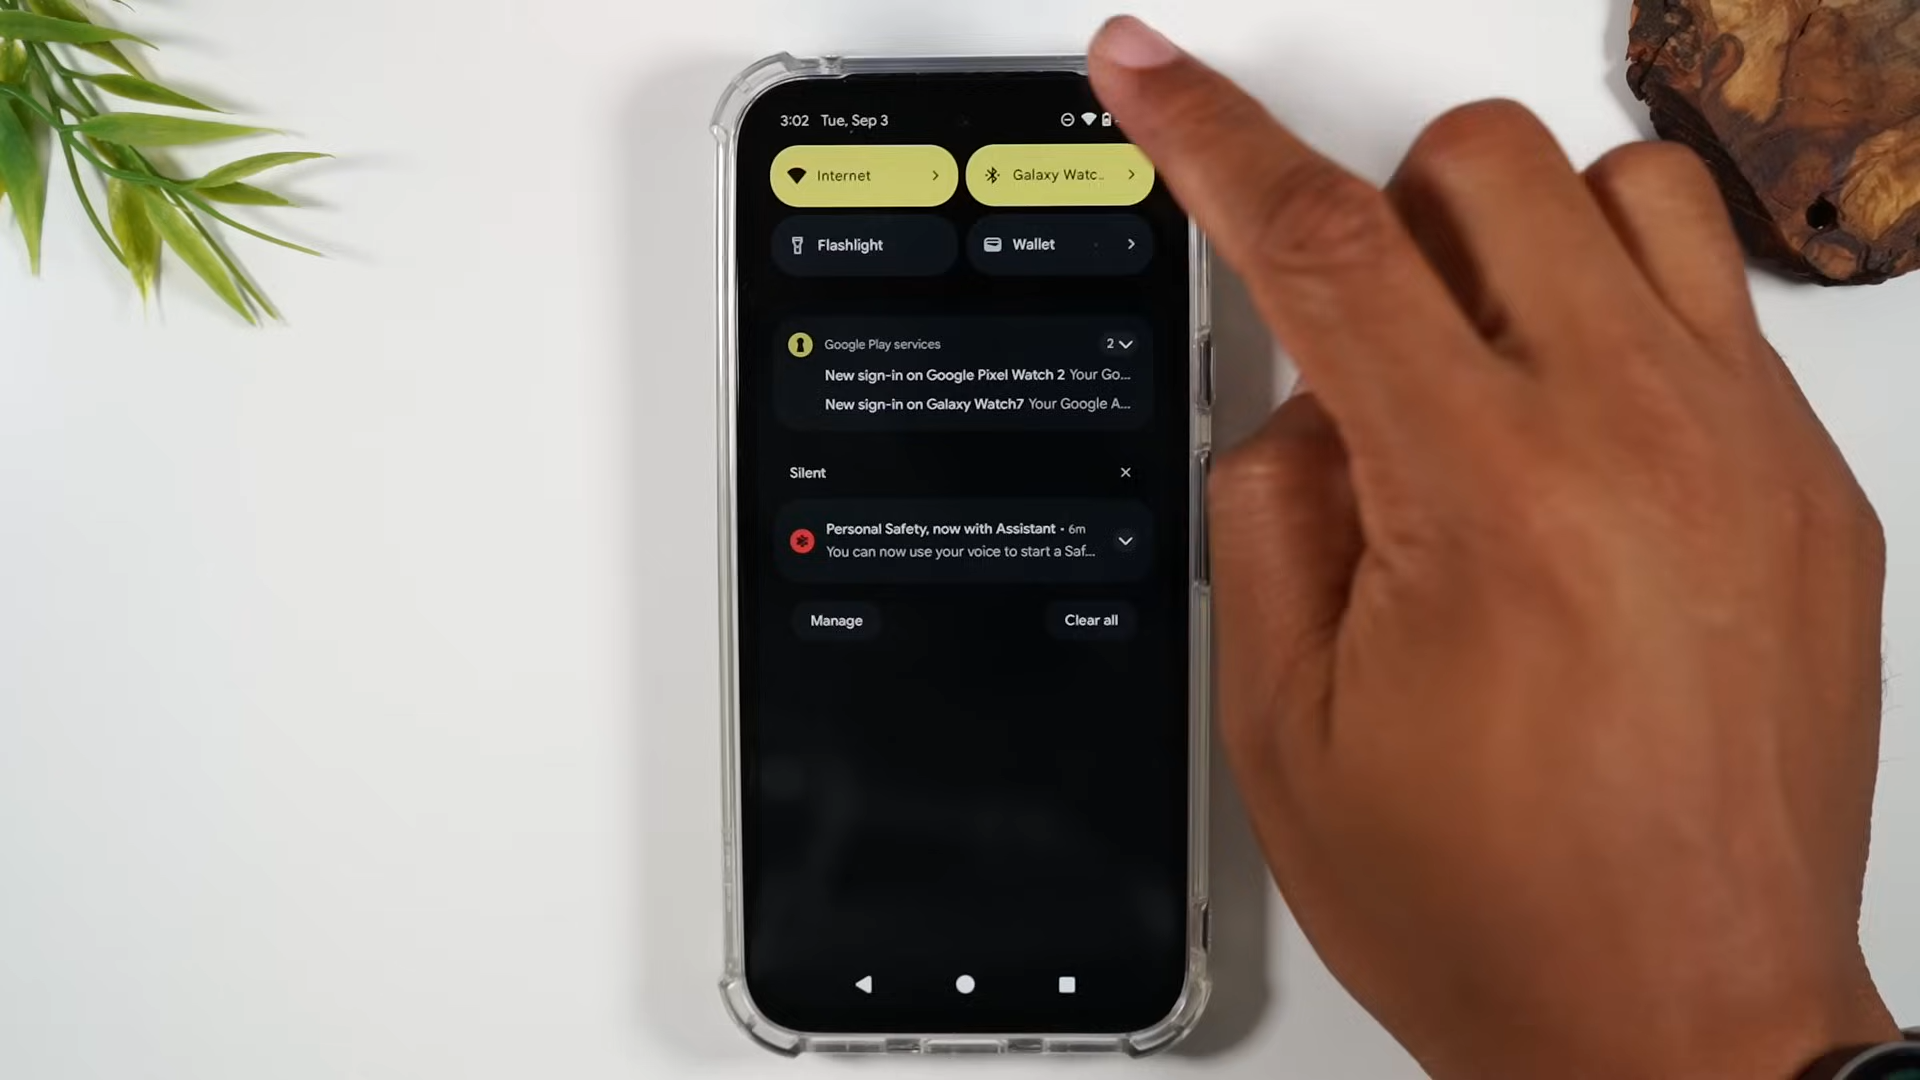 3:02 Tue, Sep 3
Internet
Galaxy Watc..
Flashlight
Wallet
Google Play services
2
New sign-in on Google Pixel Watch 2 Your Go...
New sign-in on Galaxy Watch7 Your Google A...
Silent
Personal Safety, now with Assistant • 6m
You can now use your voice to start a Saf...
Manage
Clear all